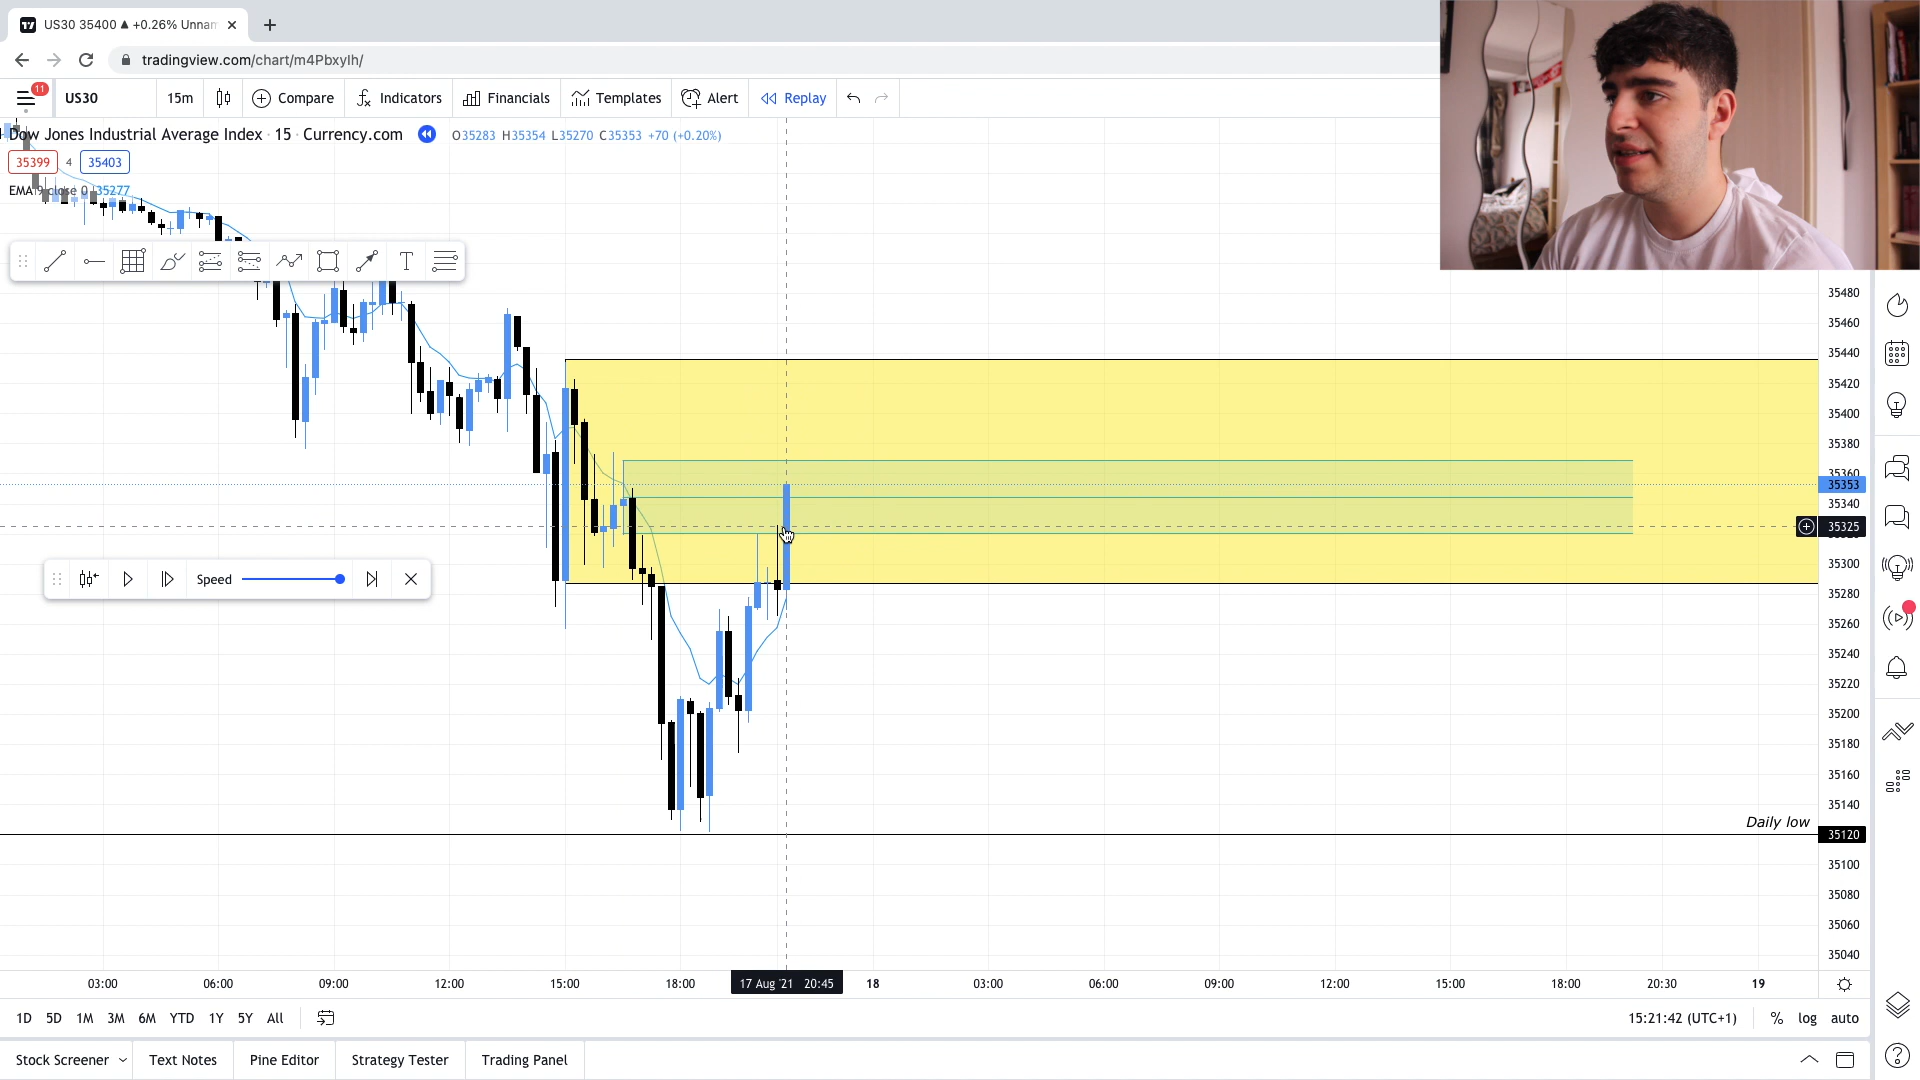 US30 35400 ▲ +0.26% Unnam
tradingview.com/chart/m4PbxyIh/
11
US30
15m
Compare
Indicators
Financials
Templates
Alert
Replay
Dow Jones Industrial Average Index · 15 · Currency.com
O35283 H35354 L35270 C35353 +70 (+0.20%)
35399
4
35403
EMA 9 close 0 35277
T
35480
35460
35440
35420
35400
35380
35360
35353
35340
35325
35300
35280
35260
35240
35220
35200
35180
35160
35140
Daily low
35120
35100
35080
35060
35040
Speed
03:00
06:00
09:00
12:00
15:00
18:00
17 Aug '21 20:45
18
03:00
06:00
09:00
12:00
15:00
18:00
20:30
19
1D
5D
1M
3M
6M
YTD
1Y
5Y
All
15:21:42 (UTC+1)
%
log
auto
Stock Screener
Text Notes
Pine Editor
Strategy Tester
Trading Panel